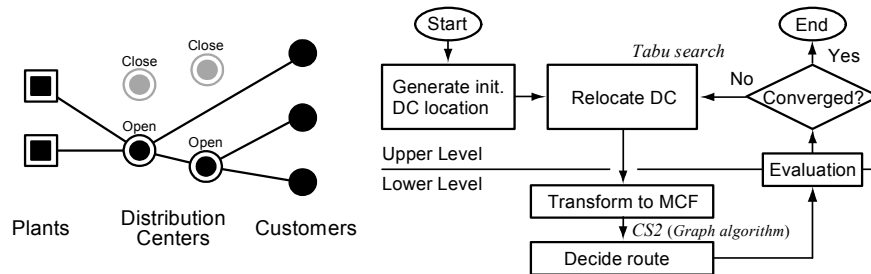 Close
Close
Open
Open
Plants
Distribution
Centers
Customers
Start
End
Tabu search
Yes
No
Generate init.
DC location
Relocate DC
Converged?
Upper Level
Lower Level
Evaluation
Transform to MCF
CS2 (Graph algorithm)
Decide route